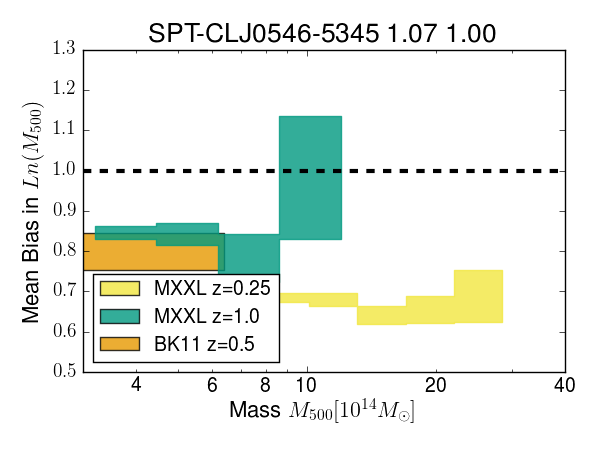 SPT-CLJ0546-5345 1.07 1.00
1.3
1.2
1.1
1.0
0.9
0.8
0.7
0.6
0.5
Mean Bias in Ln(M500)
MXXL z=0.25
MXXL z=1.0
BK11 z=0.5
4 6 8 10 20 40
Mass M500[10^14 M⊙]